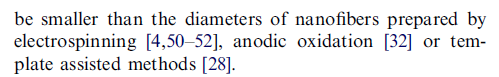 be smaller than the diameters of nanofibers prepared by
electrospinning [4,50–52], anodic oxidation [32] or tem-
plate assisted methods [28].